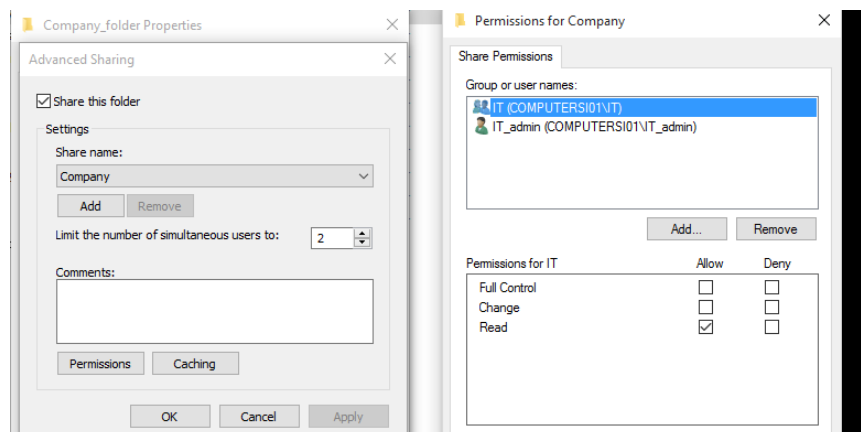 Company_folder Properties
Advanced Sharing
Share this folder
Settings
Share name:
Company
Add Remove
Limit the number of simultaneous users to: 2
Comments:
Permissions Caching
OK Cancel Apply
Permissions for Company
Share Permissions
Group or user names:
IT (COMPUTERSI01\IT)
IT_admin (COMPUTERSI01\IT_admin)
Add... Remove
Permissions for IT Allow Deny
Full Control
Change
Read